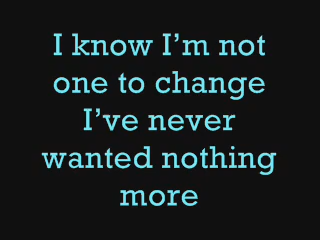 I know I’m not
one to change
I’ve never
wanted nothing
more